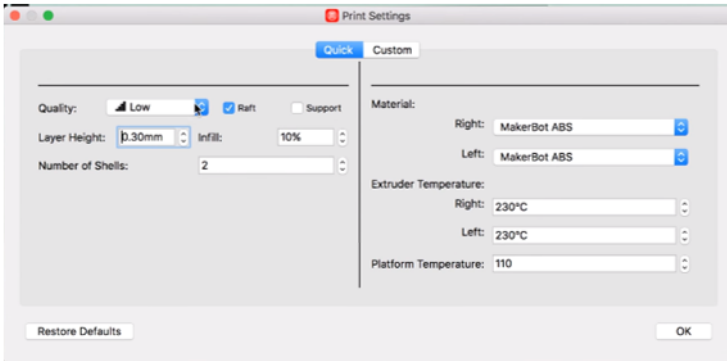 Print Settings
Quick Custom
Quality: Low Raft Support
Layer Height: 0.30mm Infill: 10%
Number of Shells: 2
Material:
Right: MakerBot ABS
Left: MakerBot ABS
Extruder Temperature:
Right: 230°C
Left: 230°C
Platform Temperature: 110
Restore Defaults OK